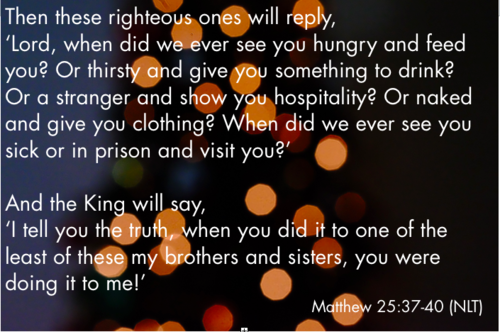 Then these righteous ones will reply,
‘Lord, when did we ever see you hungry and feed
you? Or thirsty and give you something to drink?
Or a stranger and show you hospitality? Or naked
and give you clothing? When did we ever see you
sick or in prison and visit you?’
And the King will say,
‘I tell you the truth, when you did it to one of the
least of these my brothers and sisters, you were
doing it to me!’
Matthew 25:37-40 (NLT)